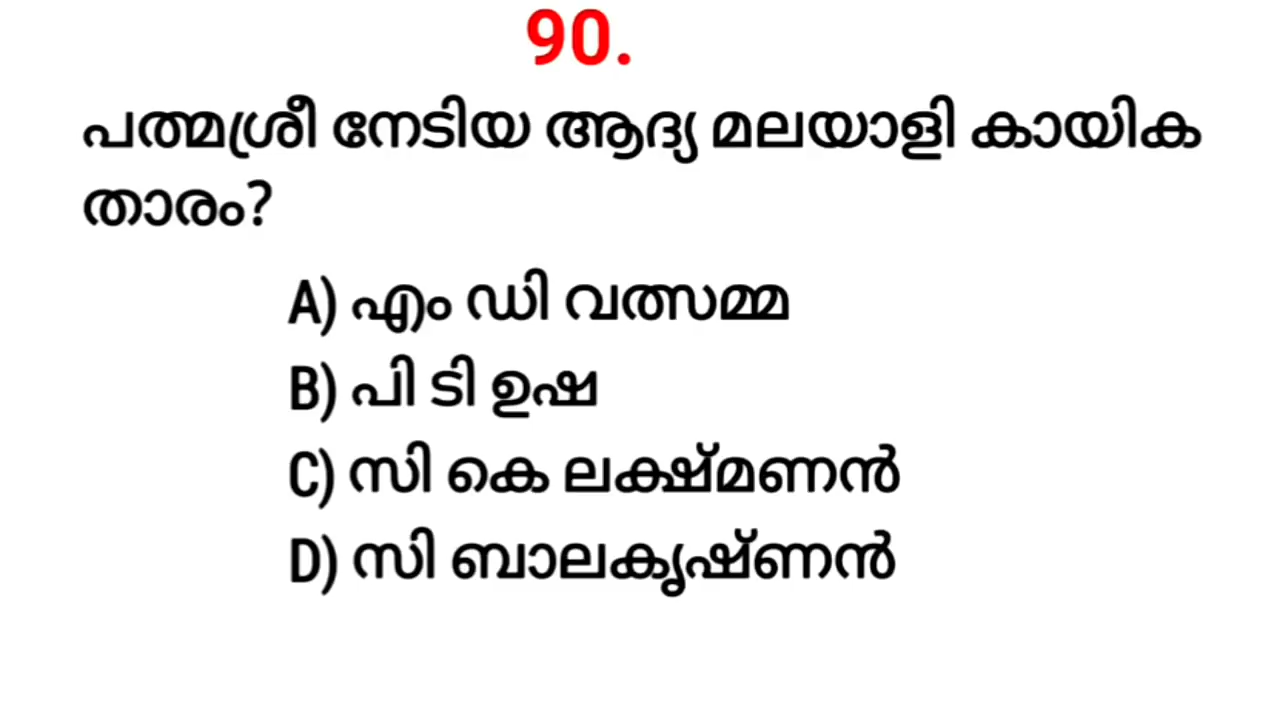 90.
പത്മശ്രീ നേടിയ ആദ്യ മലയാളി കായിക
താരം?
A) എം ഡി വത്സമ്മ
B) പി ടി ഉഷ
C) സി കെ ലക്ഷ്മണൻ
D) സി ബാലകൃഷ്ണൻ